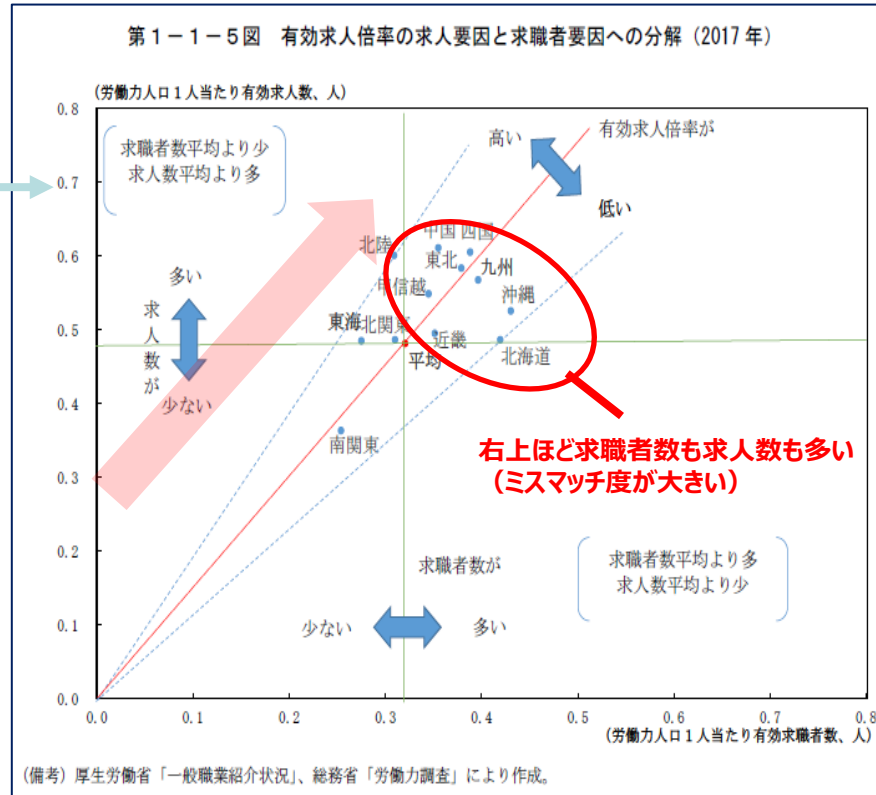 第1-1-5図　有効求人倍率の求人要因と求職者要因への分解（2017年）
（労働力人口1人当たり有効求人数、人）
0.8
0.7
0.6
0.5
0.4
0.3
0.2
0.1
0.0
求職者数平均より少
求人数平均より多
高い
有効求人倍率が
低い
多い
求人数が
少ない
北陸
中国
四国
東北
九州
甲信越
沖縄
東海
北関東
近畿
平均
北海道
南関東
右上ほど求職者数も求人数も多い
（ミスマッチ度が大きい）
求職者数が
少ない
多い
求職者数平均より多
求人数平均より少
0.0 0.1 0.2 0.3 0.4 0.5 0.6 0.7 0.8
（労働力人口1人当たり有効求職者数、人）
（備考）厚生労働省「一般職業紹介状況」、総務省「労働力調査」により作成。